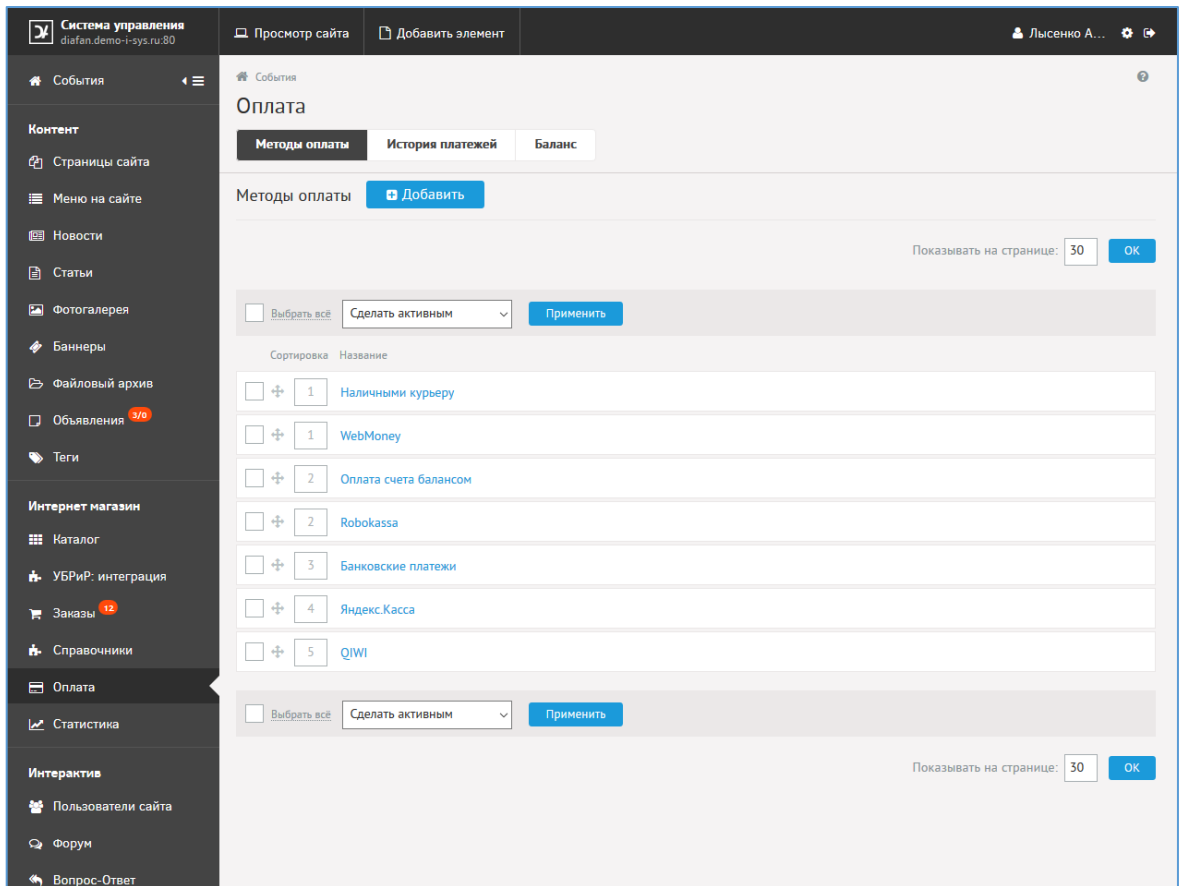 Система управления
diafan.demo-i-sys.ru:80
Просмотр сайта
Добавить элемент
Лысенко А...
События
Контент
Страницы сайта
Меню на сайте
Новости
Статьи
Фотогалерея
Баннеры
Файловый архив
Объявления 3/0
Теги
Интернет магазин
Каталог
УБРиР: интеграция
Заказы 12
Справочники
Оплата
Статистика
Интерактив
Пользователи сайта
Форум
Вопрос-Ответ
События
Оплата
Методы оплаты История платежей Баланс
Методы оплаты Добавить
Показывать на странице: 30 ОК
Выбрать всё Сделать активным Применить
Сортировка Название
1 Наличными курьеру
1 WebMoney
2 Оплата счета балансом
2 Robokassa
3 Банковские платежи
4 Яндекс.Касса
5 QIWI
Выбрать всё Сделать активным Применить
Показывать на странице: 30 ОК